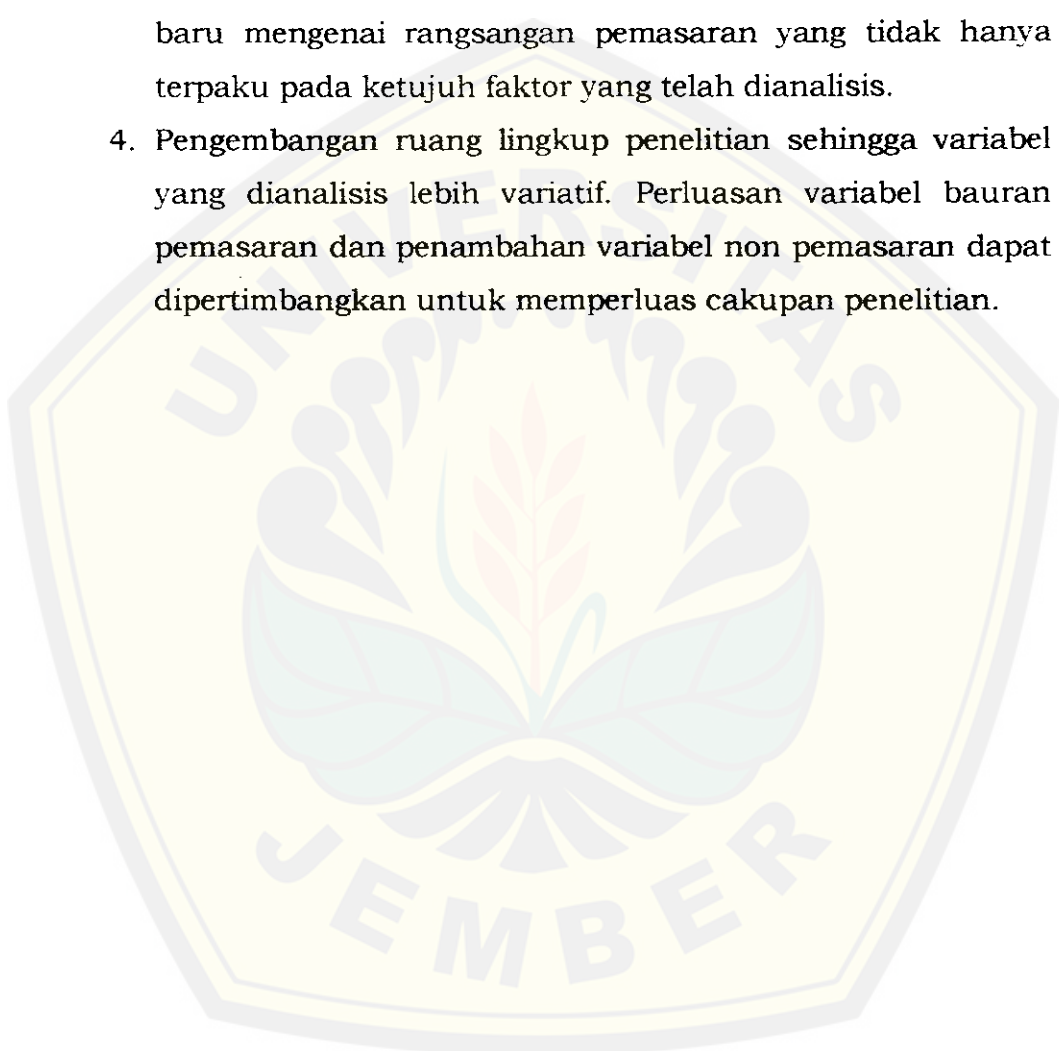 baru mengenai rangsangan pemasaran yang tidak hanya
terpaku pada ketujuh faktor yang telah dianalisis.
4. Pengembangan ruang lingkup penelitian sehingga variabel
yang dianalisis lebih variatif. Perluasan variabel bauran
pemasaran dan penambahan variabel non pemasaran dapat
dipertimbangkan untuk memperluas cakupan penelitian.
UNIVERSITAS
JEMBER